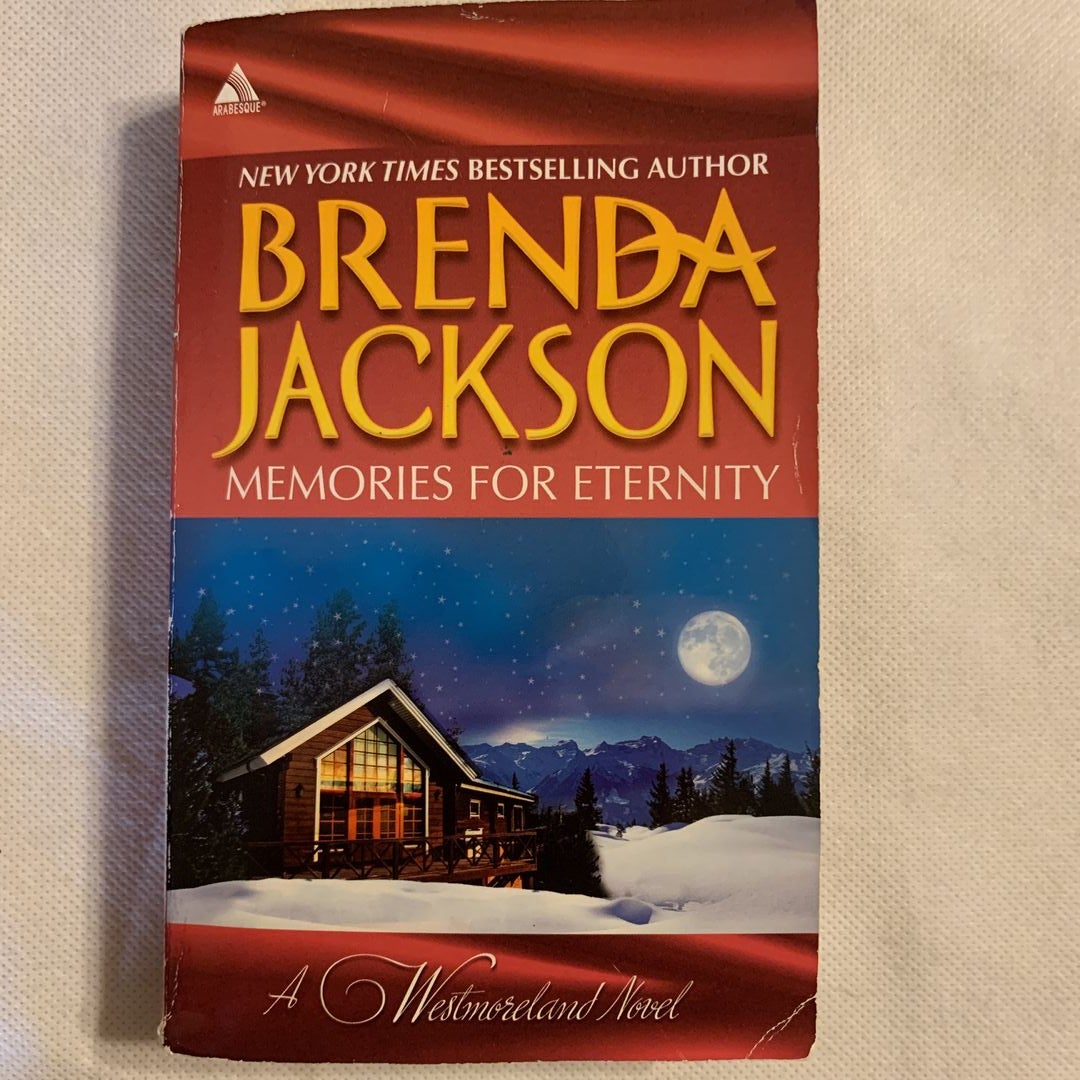 ARABESQUE®
NEW YORK TIMES BESTSELLING AUTHOR
BRENDA
JACKSON
MEMORIES FOR ETERNITY
A Westmoreland Novel